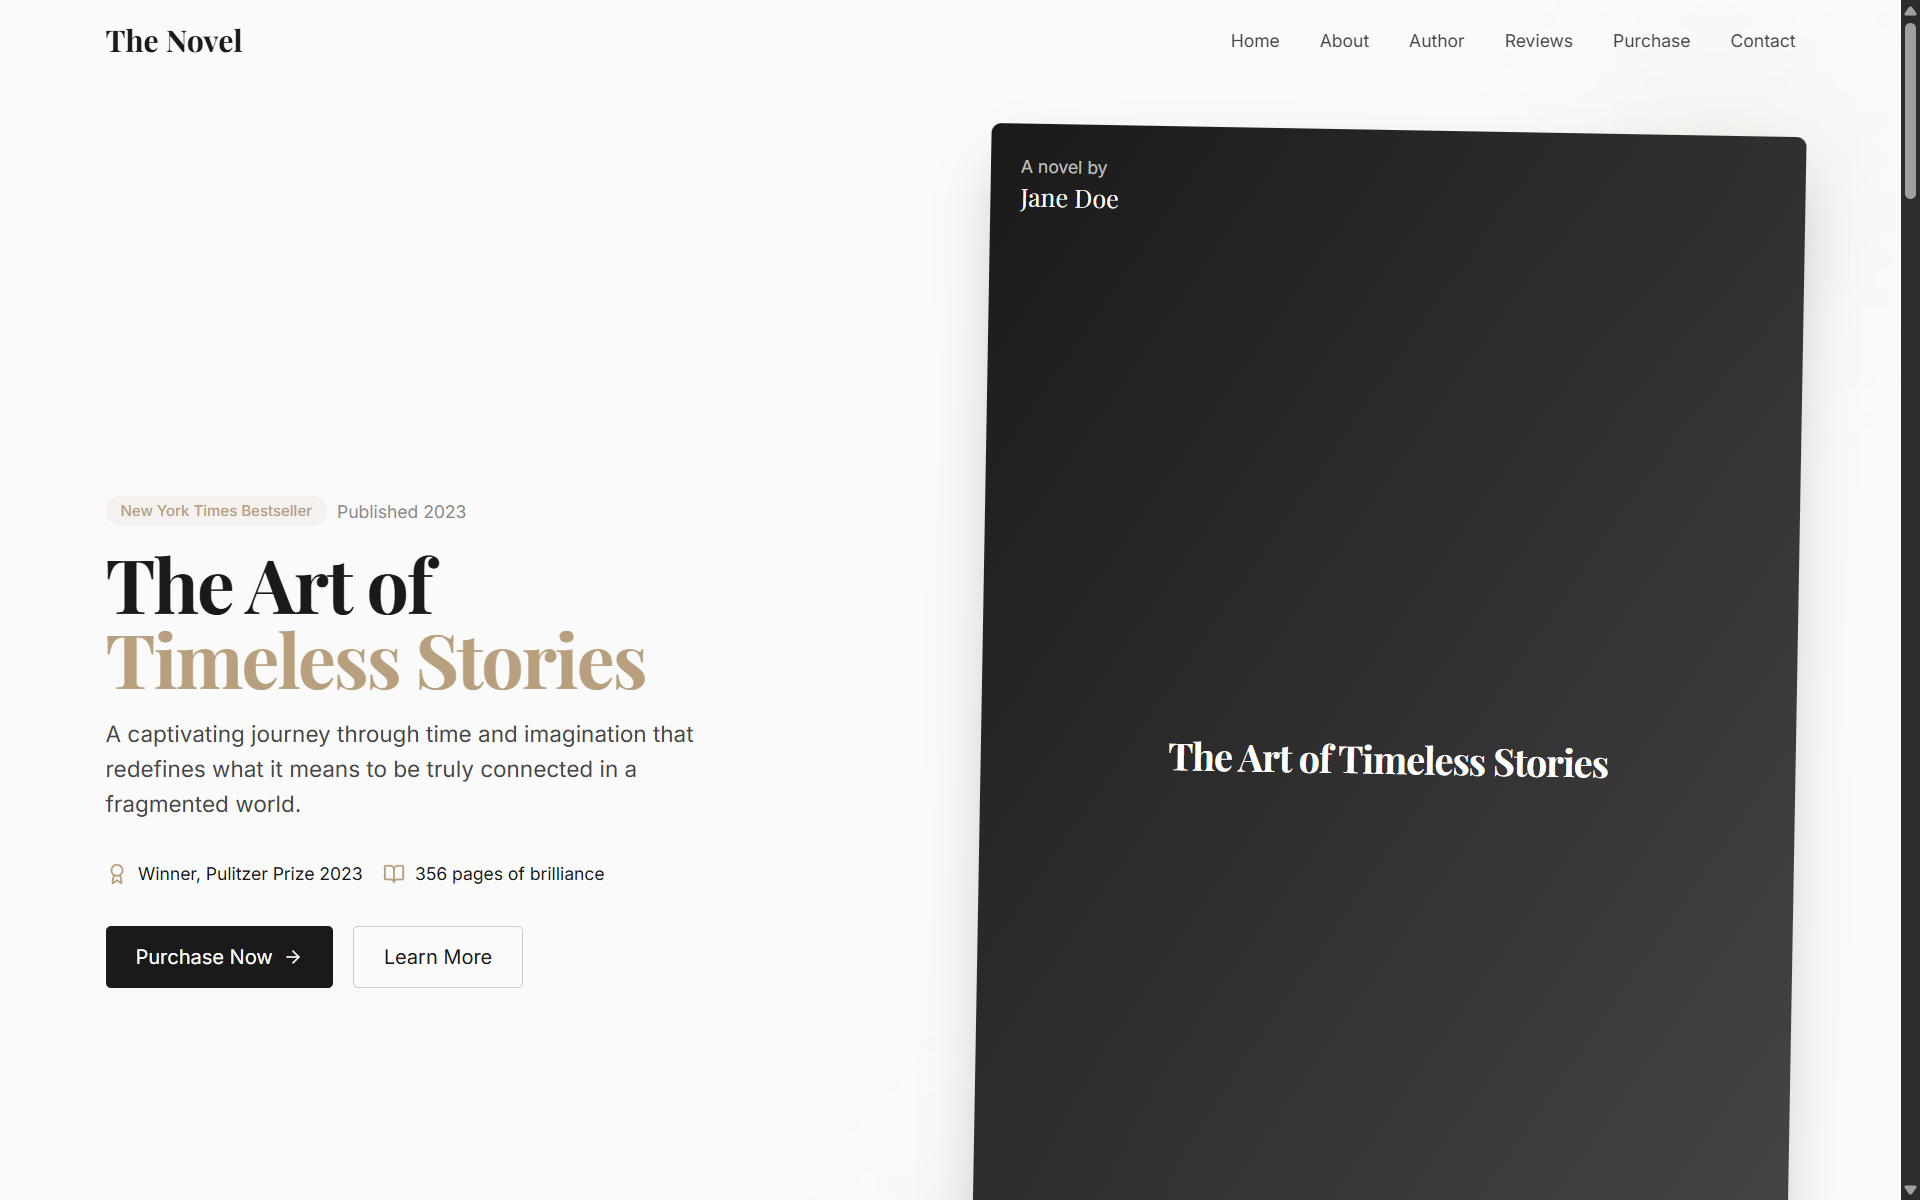 The Novel
Home
About
Author
Reviews
Purchase
Contact
A novel by
Jane Doe
New York Times Bestseller
Published 2023
The Art of
Timeless Stories
A captivating journey through time and imagination that
redefines what it means to be truly connected in a
fragmented world.
Winner, Pulitzer Prize 2023
356 pages of brilliance
Purchase Now
Learn More
The Art of Timeless Stories